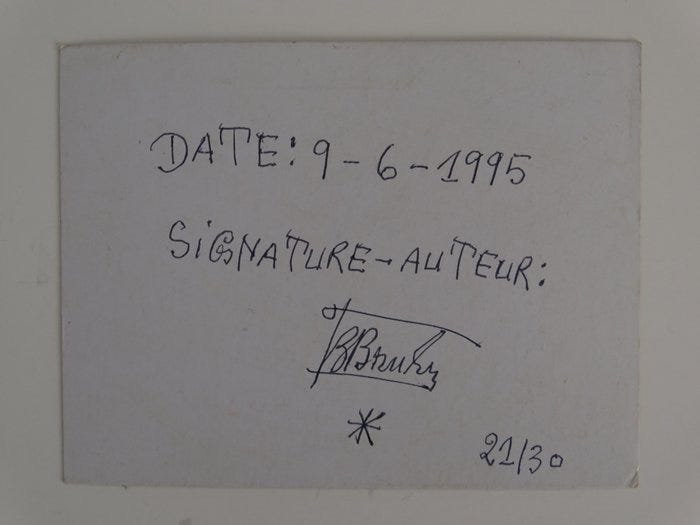 DATE: 9-6-1995
SIGNATURE-AUTEUR:
*
21/30